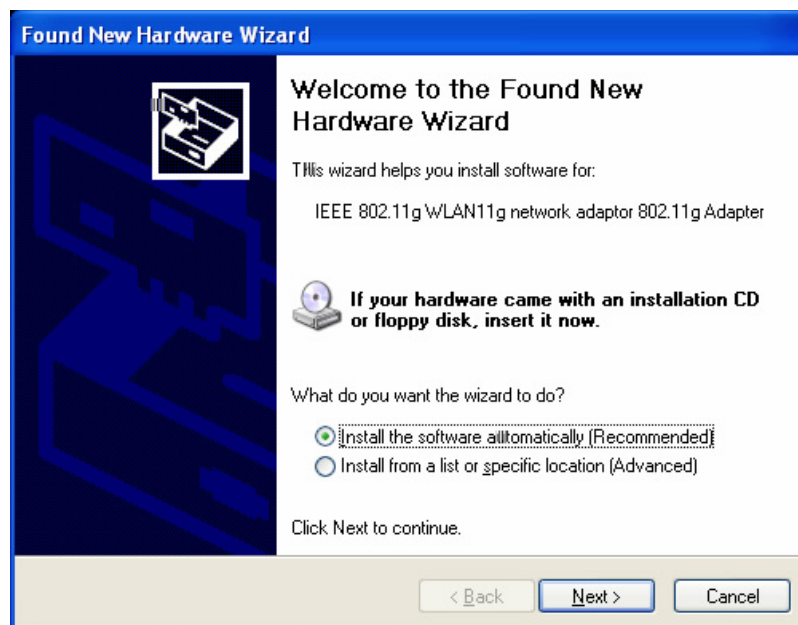 Found New Hardware Wizard
Welcome to the Found New
Hardware Wizard
This wizard helps you install software for:
IEEE 802.11g WLAN11g network adaptor 802.11g Adapter
If your hardware came with an installation CD
or floppy disk, insert it now.
What do you want the wizard to do?
Install the software automatically (Recommended)
Install from a list or specific location (Advanced)
Click Next to continue.
< Back
Next >
Cancel